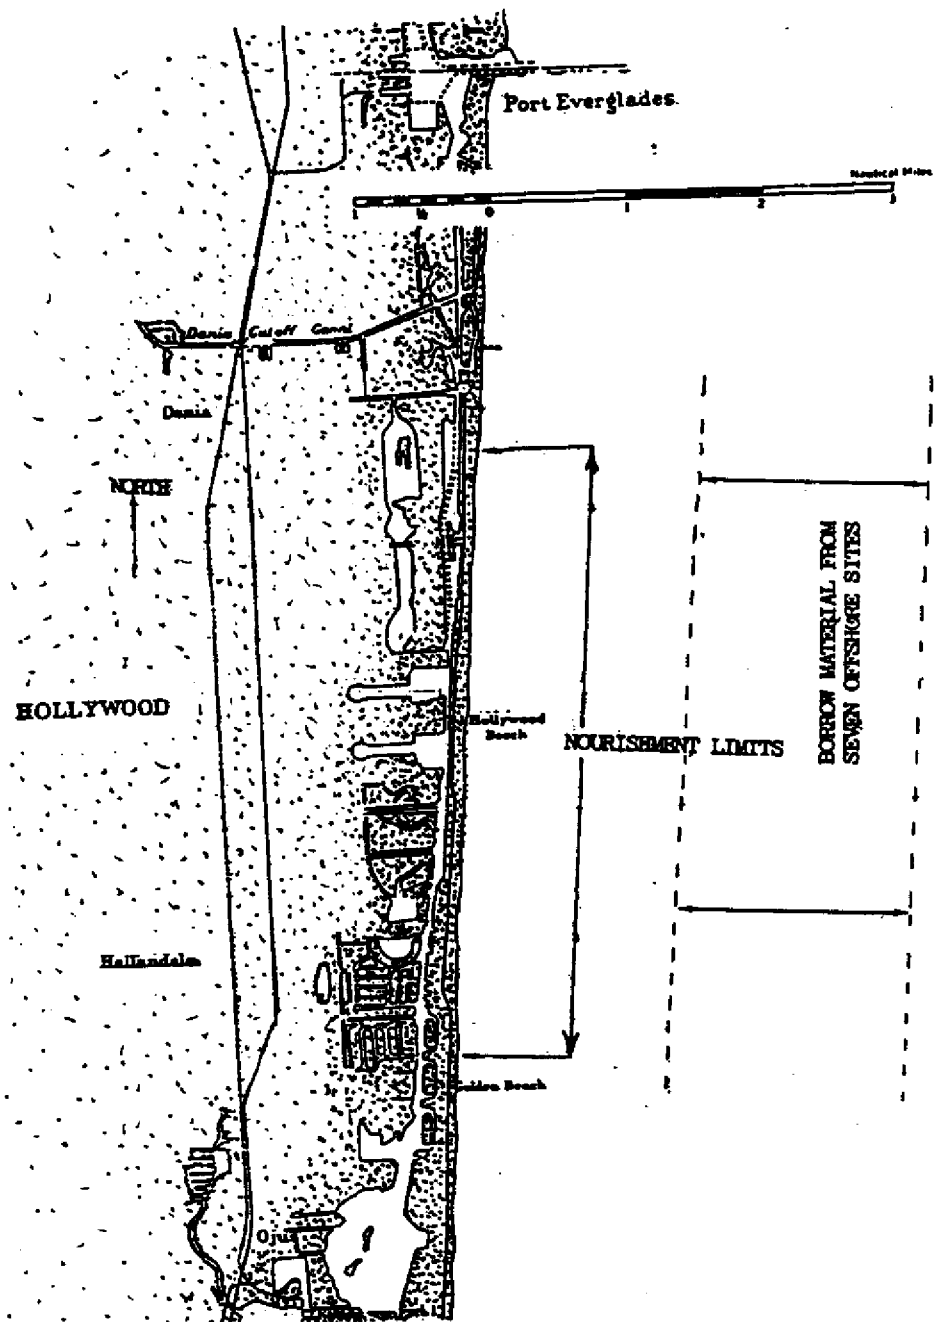 Port Everglades.
Nautical Miles
1 ½ 0 1 2 3
Dania Cutoff Canal
Dania
NORTH
BORROW MATERIAL FROM
SEVEN OFFSHORE SITES
HOLLYWOOD
Hollywood
Beach
NOURISHMENT LIMITS
Hallandale
Golden Beach
Ojus